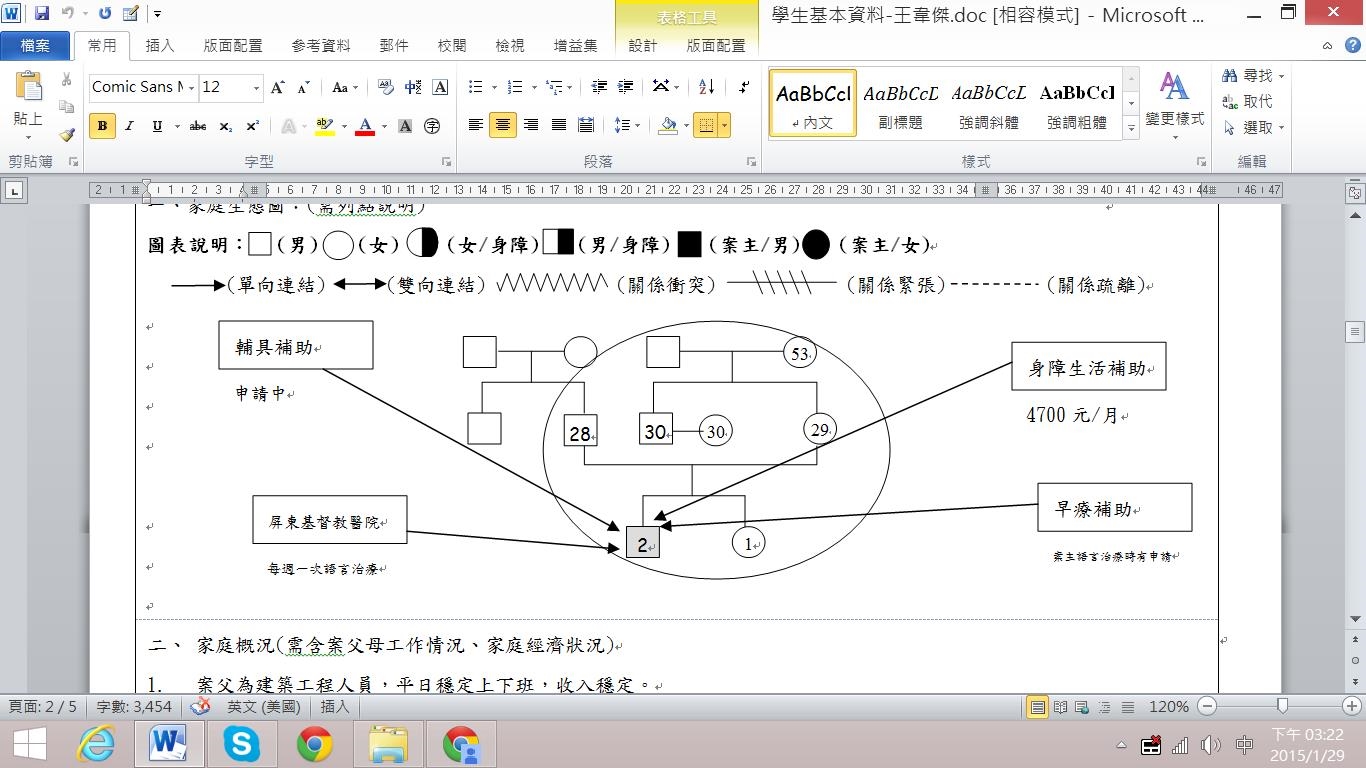 表格工具
學生基本資料-王韋傑.doc [相容模式] - Microsoft ...
檔案 常用 插入 版面配置 參考資料 郵件 校閱 檢視 增益集 設計 版面配置
貼上
Comic Sans M 12
AaBbCcI AaBbCcD AaBbCcD AaBbCcI
內文 副標題 強調斜體 強調粗體
變更樣式
尋找
取代
選取
剪貼簿 字型 段落 樣式 編輯
2 1 1 2 3 5 6 7 8 9 10 11 12 13 14 15 16 17 18 19 20 21 22 23 24 25 26 27 28 29 30 31 32 33 34 36 37 38 39 40 41 42 43 44 46 47
、家庭生態圖：(需列點說明)
圖表說明：(男) (女) (女/身障) (男/身障) (案主/男) (案主/女)
(單向連結) (雙向連結) (關係衝突) (關係緊張) (關係疏離)
輔具補助
申請中
53
身障生活補助
4700 元/月
28 30 30 29
屏東基督教醫院
每週一次語言治療
2 1
早療補助
案主語言治療時有申請
二、 家庭概況(需含案父母工作情況、家庭經濟狀況)
1. 案父為建築工程人員，平日穩定上下班，收入穩定。
頁面: 2 / 5 字數: 3,454 英文 (美國) 插入 120%
中 下午 03:22
2015/1/29